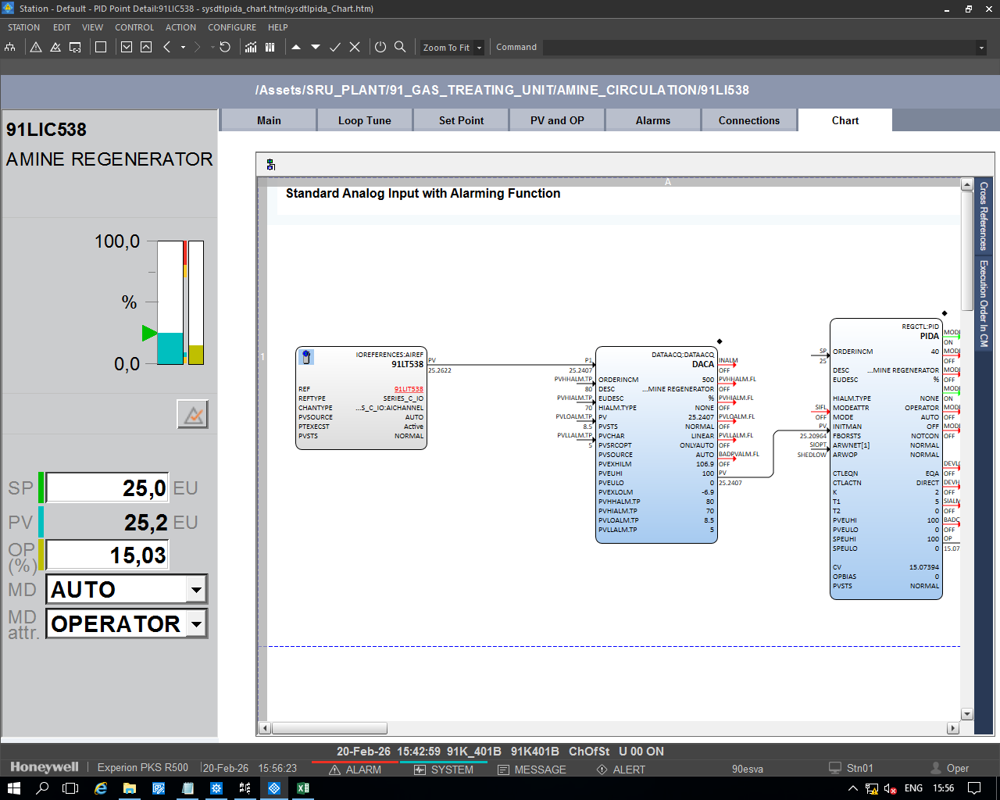 Station - Default - PID Point Detail:91LIC538 - sysdtlpida_chart.htm(sysdtlpida_Chart.htm)
STATION EDIT VIEW CONTROL ACTION CONFIGURE HELP
Zoom To Fit Command
/Assets/SRU_PLANT/91_GAS_TREATING_UNIT/AMINE_CIRCULATION/91LI538
Main Loop Tune Set Point PV and OP Alarms Connections Chart
91LIC538
AMINE REGENERATOR
100,0
%
0,0
SP 25,0 EU
PV 25,2 EU
OP (%) 15,03
MD AUTO
MD attr. OPERATOR
A
1
Standard Analog Input with Alarming Function
IOREFERENCES:AIREF
91LT538
REF 91LIT538
REFTYPE SERIES_C_IO
CHANTYPE ...S_C_IO:AICHANNEL
PVSOURCE AUTO
PTEXECST Active
PVSTS NORMAL
PV
25.2622
P1
25.2407
PVHHALM.TP
80
PVHIALM.TP
70
PVLOALM.TP
8.5
PVLLALM.TP
5
DATAACQ:DATAACQ
DACA
ORDERINCM 500
DESC ...MINE REGENERATOR
EUDESC %
HIALM.TYPE NONE
PV 25.2407
PVSTS NORMAL
PVCHAR LINEAR
PVSRCOPT ONLYAUTO
PVSOURCE AUTO
PVEXHILM 106.9
PVEUHI 100
PVEULO 0
PVEXLOLM -6.9
PVHHALM.TP 80
PVHIALM.TP 70
PVLOALM.TP 8.5
PVLLALM.TP 5
INALM
OFF
PVHHALM.FL
OFF
PVHIALM.FL
OFF
PVLOALM.FL
OFF
PVLLALM.FL
OFF
BADPVALM.FL
OFF
PV
25.2407
SP
25
SIFL
OFF
PV
25.20964
SIOPT
SHEDLOW
REGCTL:PID
PIDA
ORDERINCM 40
DESC ...MINE REGENERATOR
EUDESC %
HIALM.TYPE NONE
MODEATTR OPERATOR
MODE AUTO
INITMAN OFF
FBORSTS NOTCON
ARWNET[1] NORMAL
ARWOP NORMAL
CTLEQN EQA
CTLACTN DIRECT
K 2
T1 5
T2 0
PVEUHI 100
PVEULO 0
SPEUHI 100
SPEULO 0
CV 15.07394
OPBIAS 0
PVSTS NORMAL
MODE
ON
MODE
OFF
MODE
OFF
MODE
ON
MODE
OFF
MODE
OFF
DEVLO
OFF
DEVH
OFF
SIALM
OFF
BADC
OFF
OP
15.07
Cross References
Execution Order In CM
20-Feb-26 15:42:59 91K_401B 91K401B ChOfSt U 00 ON
Honeywell Experion PKS R500 20-Feb-26 15:56:23 ALARM SYSTEM MESSAGE ALERT 90esva Stn01 Oper
ENG 15:56